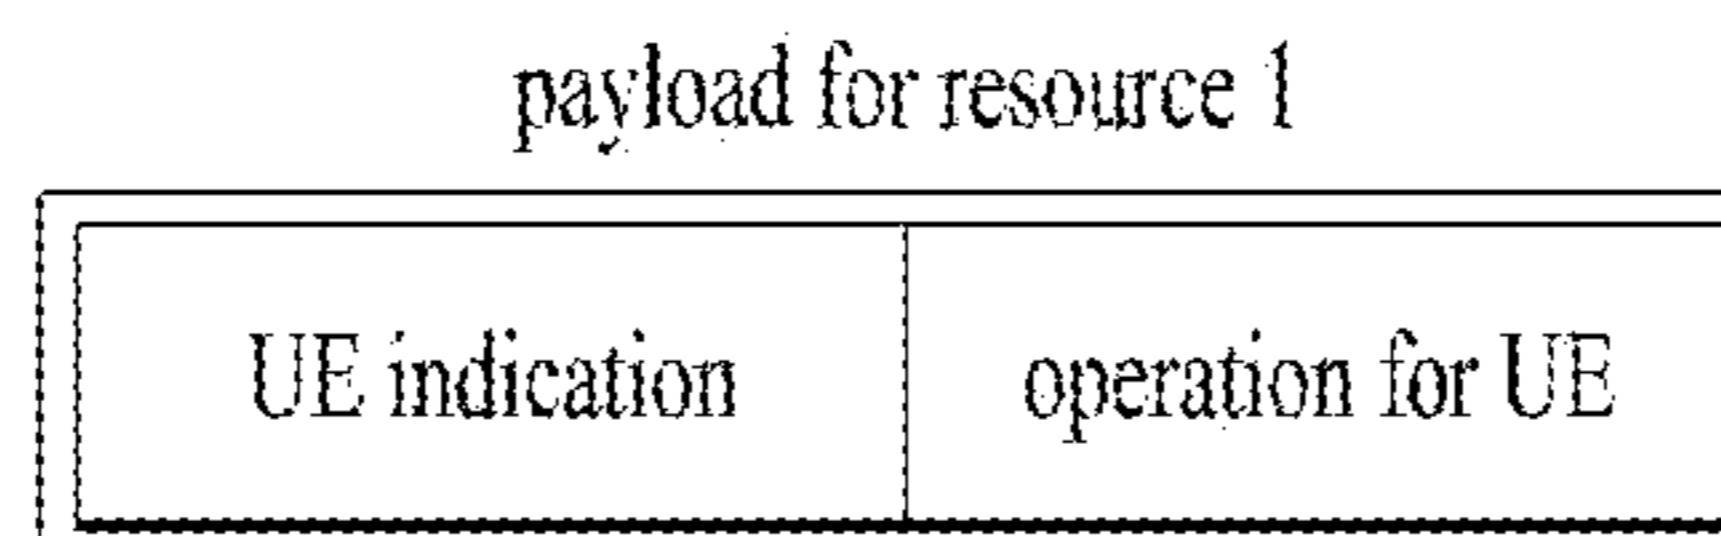 payload for resource 1
UE indication operation for UE